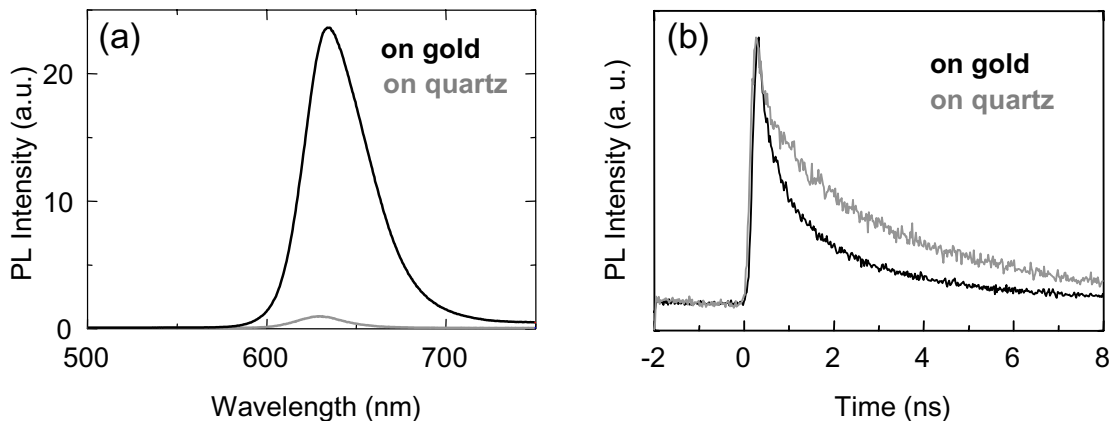 (a)
on gold
on quartz
PL Intensity (a.u.)
20
10
0
500
600
700
Wavelength (nm)
(b)
on gold
on quartz
PL Intensity (a. u.)
-2
0
2
4
6
8
Time (ns)